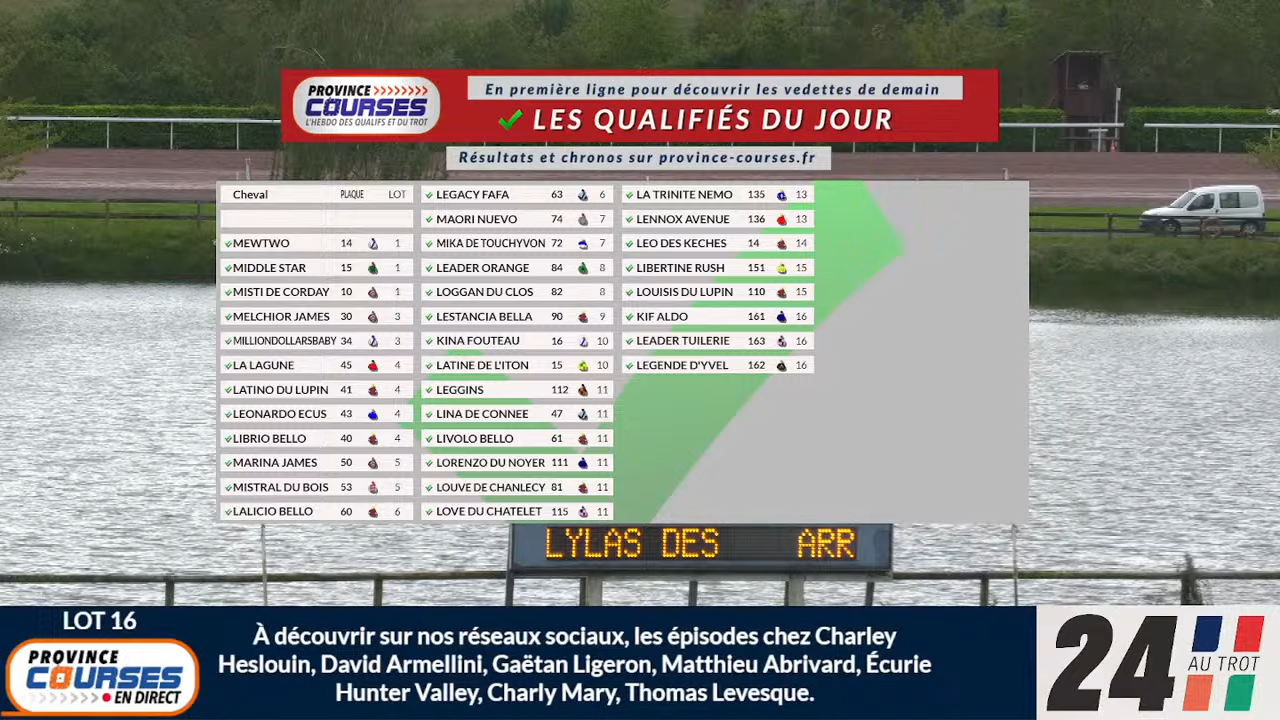 PROVINCE
COURSES
L'HEBDO DES QUALIFS ET DU TROT
En première ligne pour découvrir les vedettes de demain
LES QUALIFIÉS DU JOUR
Résultats et chronos sur province-courses.fr
Cheval PLAQUE LOT
MEWTWO 14 1
MIDDLE STAR 15 1
MISTI DE CORDAY 10 1
MELCHIOR JAMES 30 3
MILLIONDOLLARSBABY 34 3
LA LAGUNE 45 4
LATINO DU LUPIN 41 4
LEONARDO ECUS 43 4
LIBRIO BELLO 40 4
MARINA JAMES 50 5
MISTRAL DU BOIS 53 5
LALICIO BELLO 60 6
LEGACY FAFA 63 6
MAORI NUEVO 74 7
MIKA DE TOUCHYVON 72 7
LEADER ORANGE 84 8
LOGGAN DU CLOS 82 8
LESTANCIA BELLA 90 9
KINA FOUTEAU 16 10
LATINE DE L'ITON 15 10
LEGGINS 112 11
LINA DE CONNEE 47 11
LIVOLO BELLO 61 11
LORENZO DU NOYER 111 11
LOUVE DE CHANLECY 81 11
LOVE DU CHATELET 115 11
LA TRINITE NEMO 135 13
LENNOX AVENUE 136 13
LEO DES KECHES 14 14
LIBERTINE RUSH 151 15
LOUISIS DU LUPIN 110 15
KIF ALDO 161 16
LEADER TUILERIE 163 16
LEGENDE D'YVEL 162 16
LYLAS DES ARR
LOT 16
PROVINCE
COURSES
EN DIRECT
À découvrir sur nos réseaux sociaux, les épisodes chez Charley
Heslouin, David Armellini, Gaëtan Ligeron, Matthieu Abrivard, Écurie
Hunter Valley, Charly Mary, Thomas Levesque.
24
AU TROT